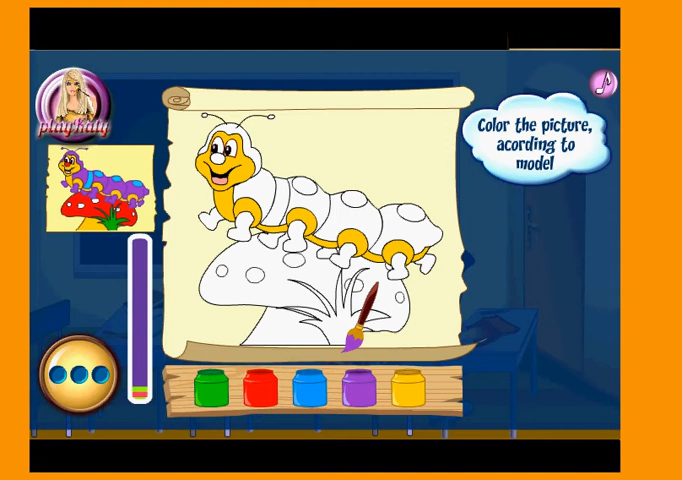 playkaty
Color the picture,
acording to
model